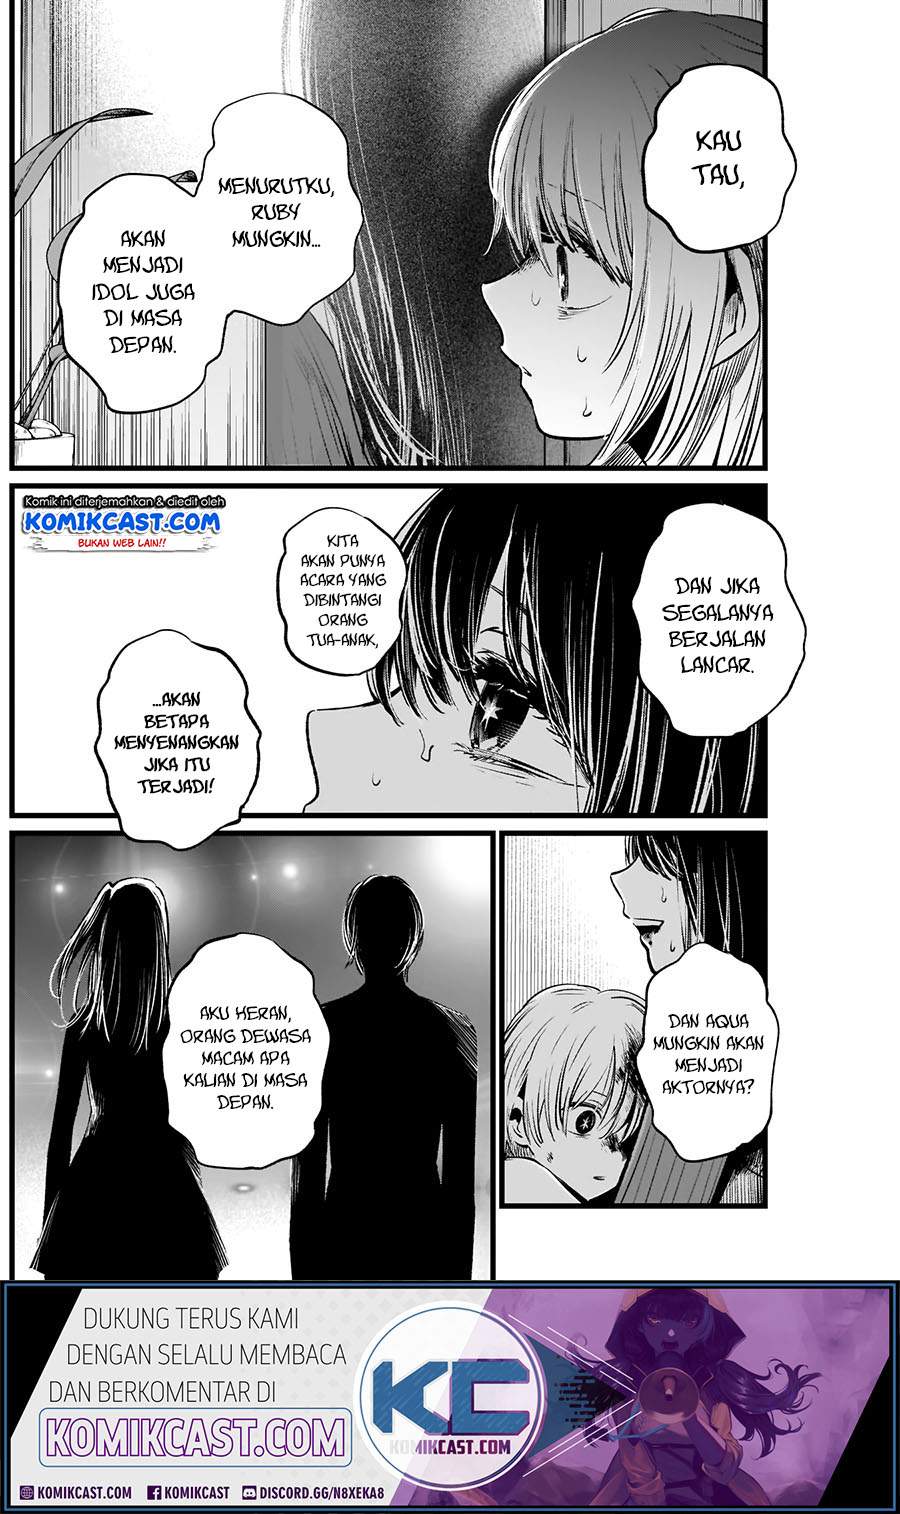 KAU
TAU,
MENURUTKU,
RUBY
MUNGKIN...
AKAN
MENJADI
IDOL JUGA
DI MASA
DEPAN.
DAN JIKA
SEGALANYA
BERJALAN
LANCAR.
KITA
AKAN PUNYA
ACARA YANG
DIBINTANGI
ORANG
TUA-ANAK,
...AKAN
BETAPA
MENYENANGKAN
JIKA ITU
TERJADI!
Komik ini diterjemahkan & diedit oleh
KOMIKCAST.COM
BUKAN WEB LAIN!!
DAN AQUA
MUNGKIN AKAN
MENJADI
AKTORNYA?
AKU HERAN,
ORANG DEWASA
MACAM APA
KALIAN DI MASA
DEPAN.
DUKUNG TERUS KAMI
DENGAN SELALU MEMBACA
DAN BERKOMENTAR DI
KOMIKCAST.COM
KC
KOMIKCAST.COM
KOMIKCAST.COM KOMIKCAST DISCORD.GG/N8XEKA8